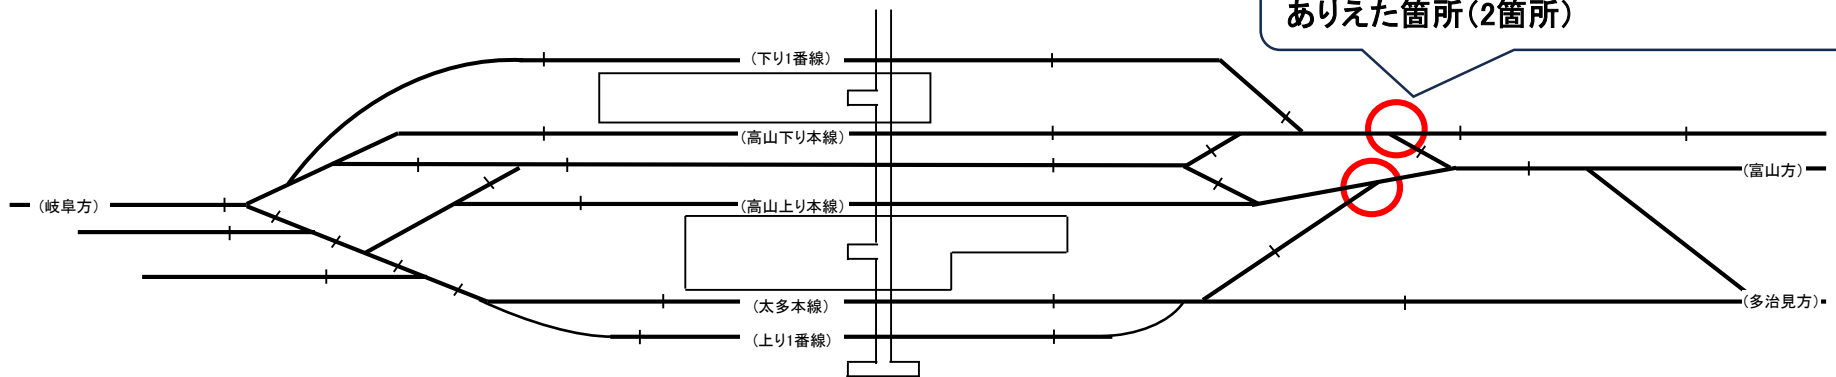 ありえた箇所(2箇所)
(下り1番線)
(高山下り本線)
(富山方)
(岐阜方)
(高山上り本線)
(太多本線)
(多治見方)
(上り1番線)